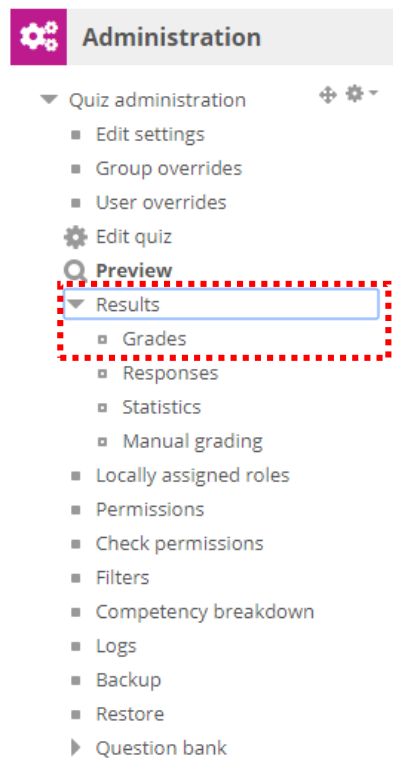 Administration
Quiz administration
Edit settings
Group overrides
User overrides
Edit quiz
Preview
Results
Grades
Responses
Statistics
Manual grading
Locally assigned roles
Permissions
Check permissions
Filters
Competency breakdown
Logs
Backup
Restore
Question bank